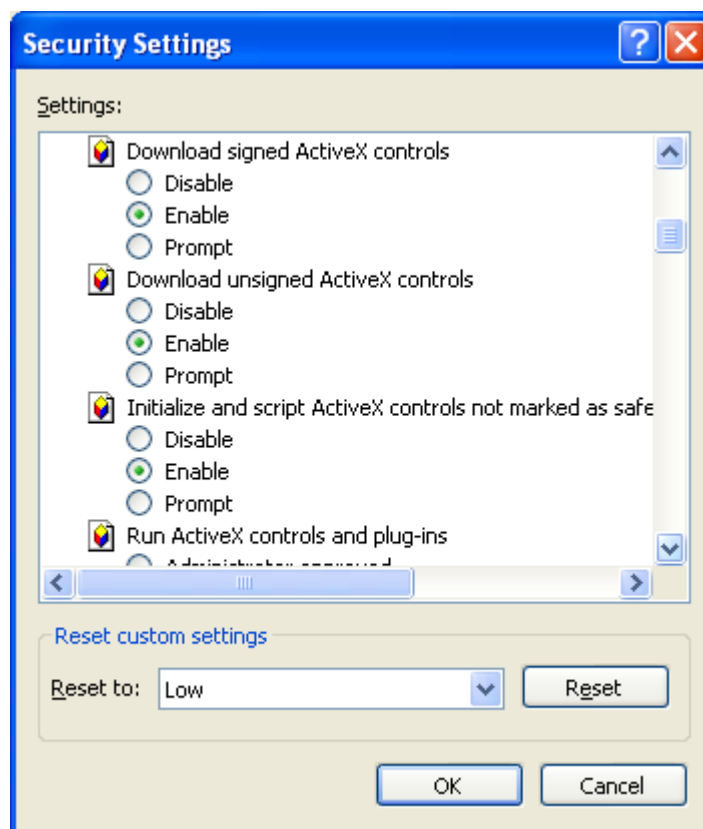 Security Settings
Settings:
Download signed ActiveX controls
Disable
Enable
Prompt
Download unsigned ActiveX controls
Disable
Enable
Prompt
Initialize and script ActiveX controls not marked as safe
Disable
Enable
Prompt
Run ActiveX controls and plug-ins
Administrator approved
Reset custom settings
Reset to: Low Reset
OK Cancel